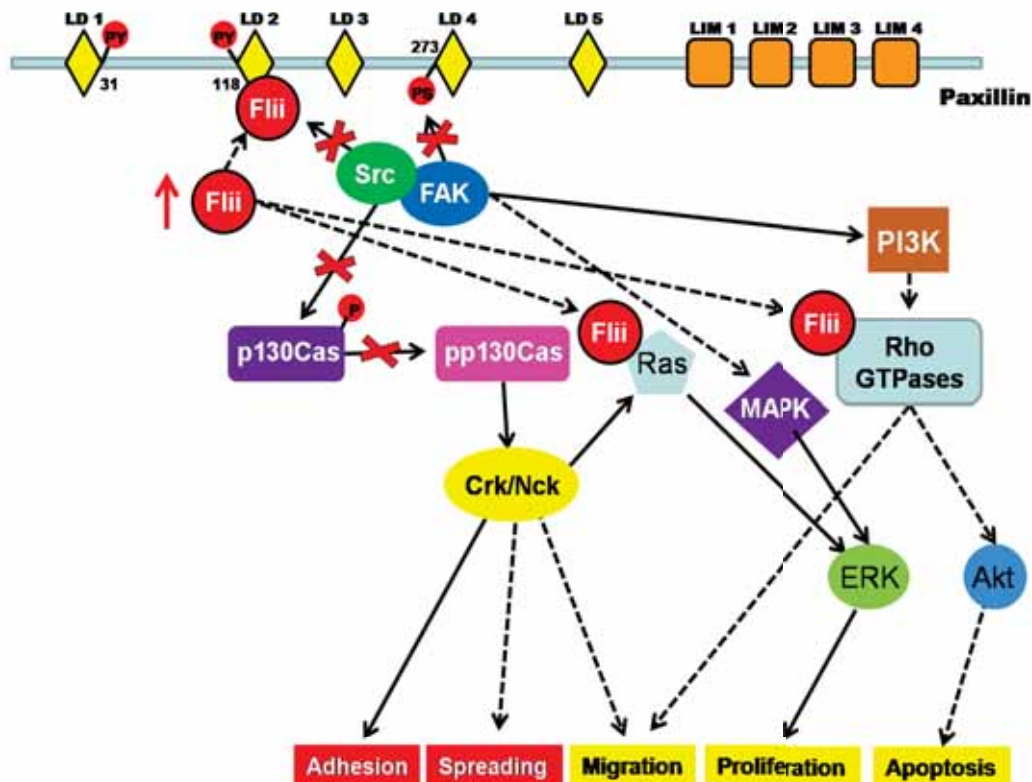 LD 1
LD 2
LD 3
LD 4
LD 5
LIM 1
LIM 2
LIM 3
LIM 4
PY
31
PY
118
273
PS
Paxillin
Flii
Src
FAK
Flii
PI3K
P
p130Cas
pp130Cas
Flii
Ras
Flii
Rho
GTPases
MAPK
Crk/Nck
ERK
Akt
Adhesion
Spreading
Migration
Proliferation
Apoptosis